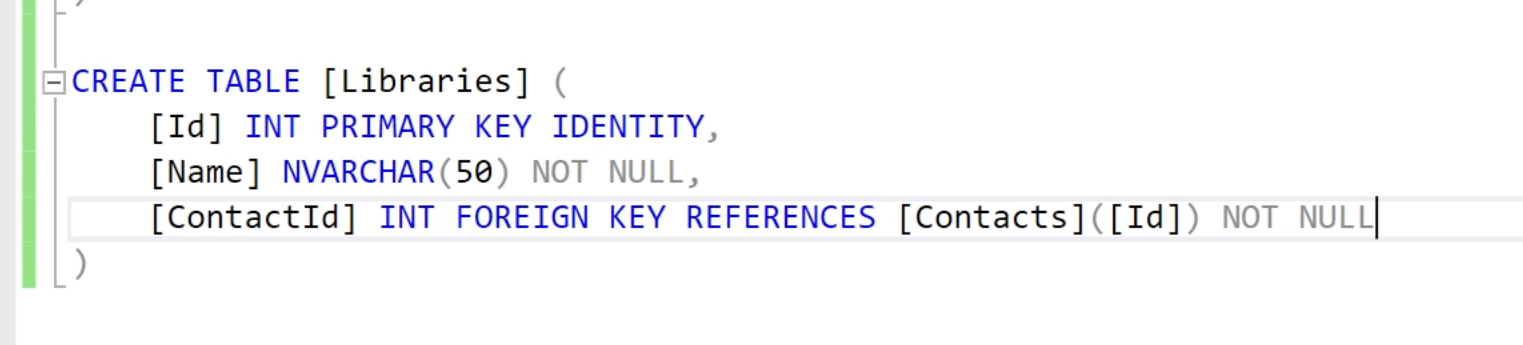 CREATE TABLE [Libraries] (
[Id] INT PRIMARY KEY IDENTITY,
[Name] NVARCHAR(50) NOT NULL,
[ContactId] INT FOREIGN KEY REFERENCES [Contacts]([Id]) NOT NULL
)